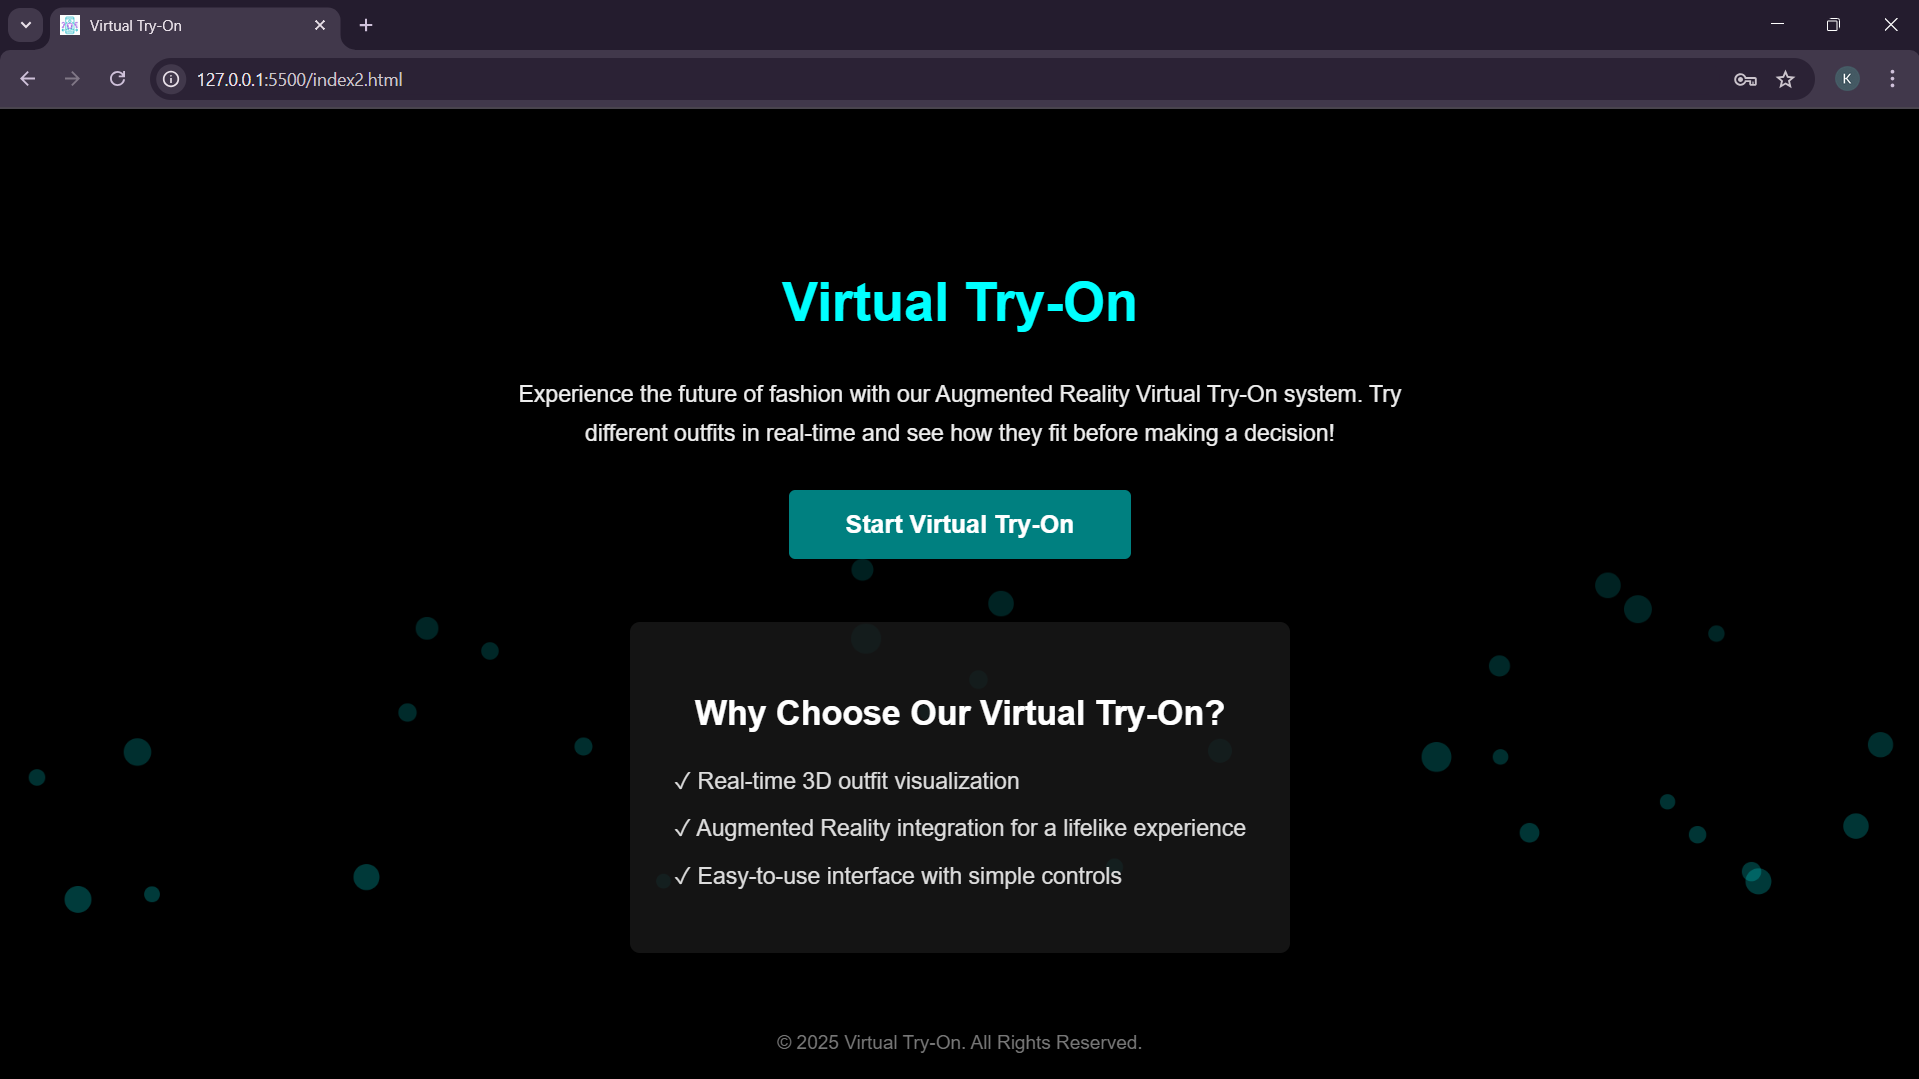 Virtual Try-On
127.0.0.1:5500/index2.html
K
Virtual Try-On
Experience the future of fashion with our Augmented Reality Virtual Try-On system. Try
different outfits in real-time and see how they fit before making a decision!
Start Virtual Try-On
Why Choose Our Virtual Try-On?
✓ Real-time 3D outfit visualization
✓ Augmented Reality integration for a lifelike experience
✓ Easy-to-use interface with simple controls
© 2025 Virtual Try-On. All Rights Reserved.